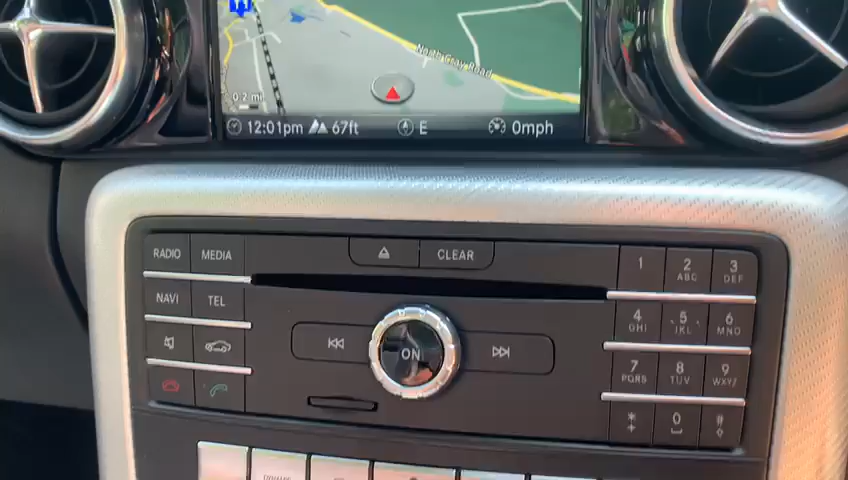 North Gray Road
0.2 mi
12:01pm 67ft E 0mph
RADIO MEDIA
CLEAR
1 2 ABC 3 DEF
NAVI TEL
4 GHI 5 JKL 6 MNO
ON
7 PQRS 8 TUV 9 WXYZ
* 0 #
+